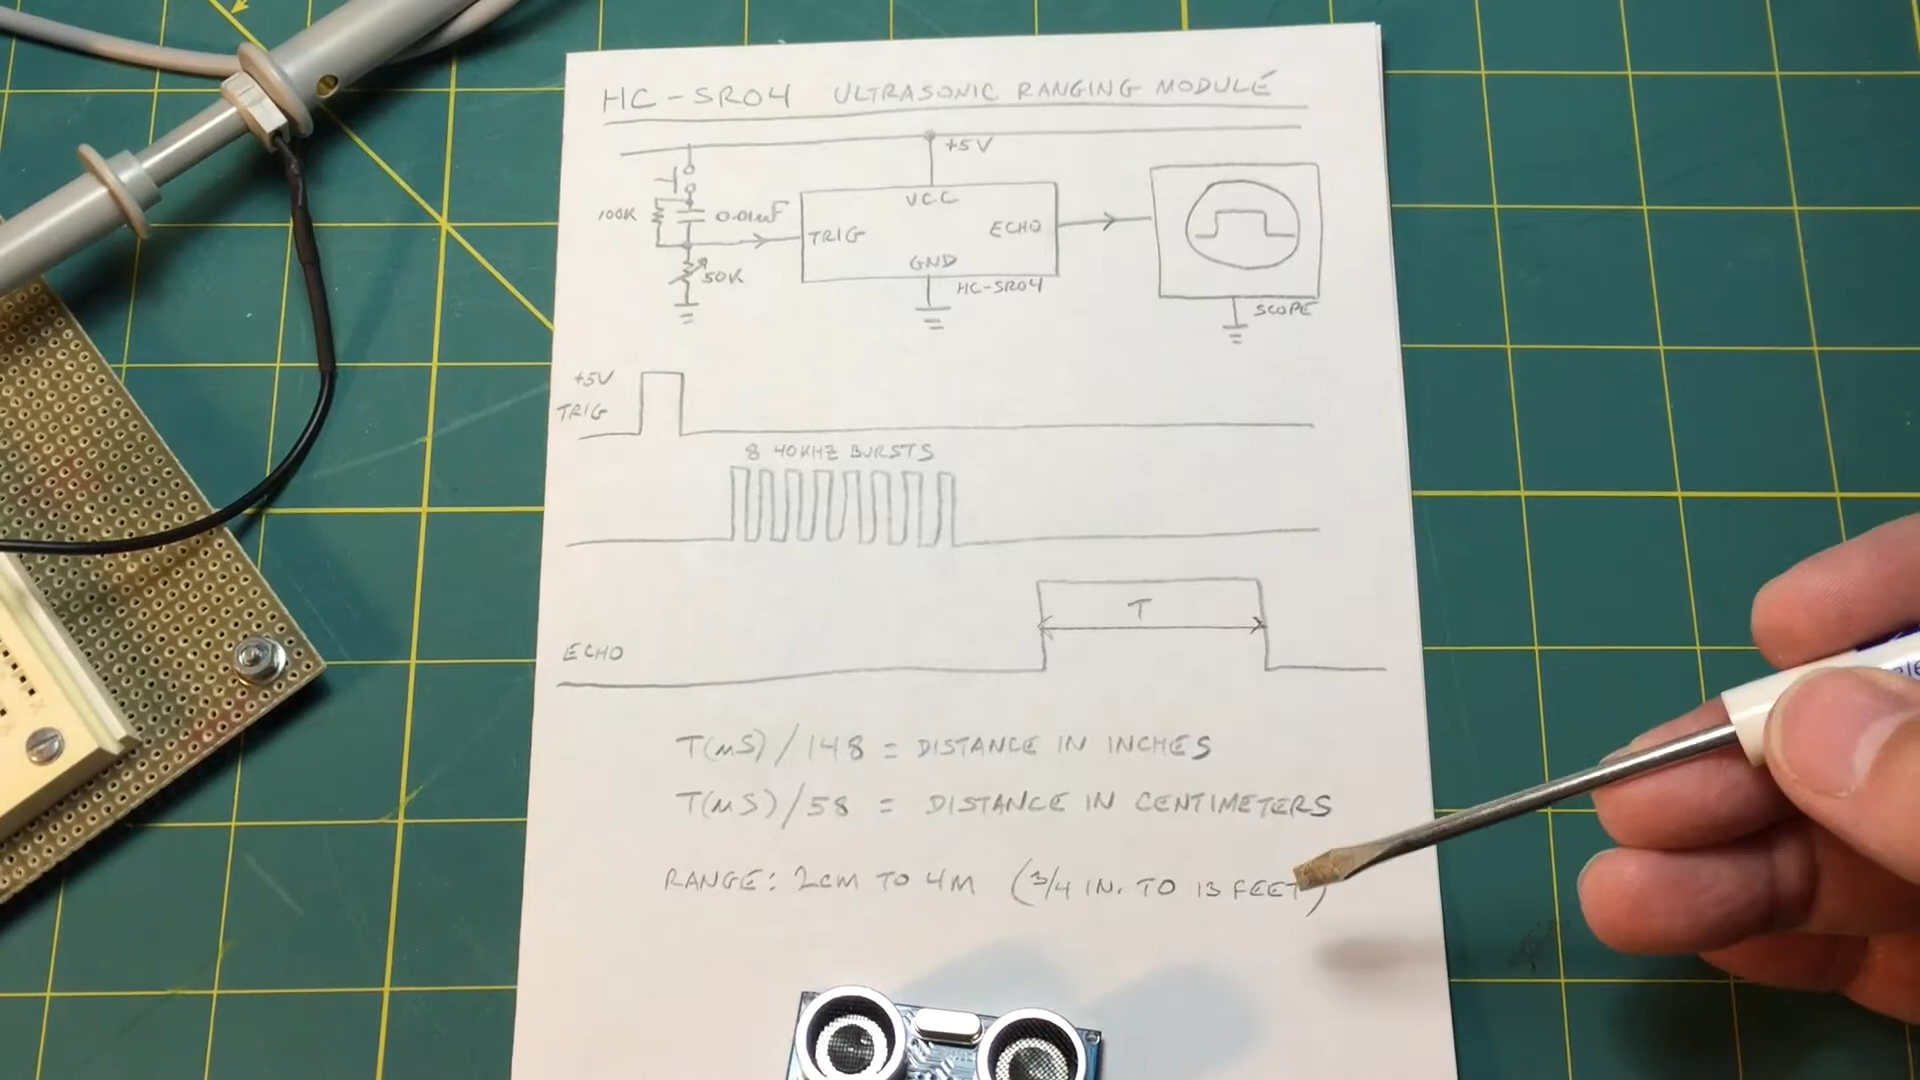 HC-SR04 ULTRASONIC RANGING MODULE
+5V
100K
0.01uF
VCC
TRIG
ECHO
GND
50K
HC-SR04
SCOPE
+5V
TRIG
8 40KHZ BURSTS
T
ECHO
T(µS)/148 = DISTANCE IN INCHES
T(µS)/58 = DISTANCE IN CENTIMETERS
RANGE: 2CM TO 4M (3/4 IN. TO 13 FEET)